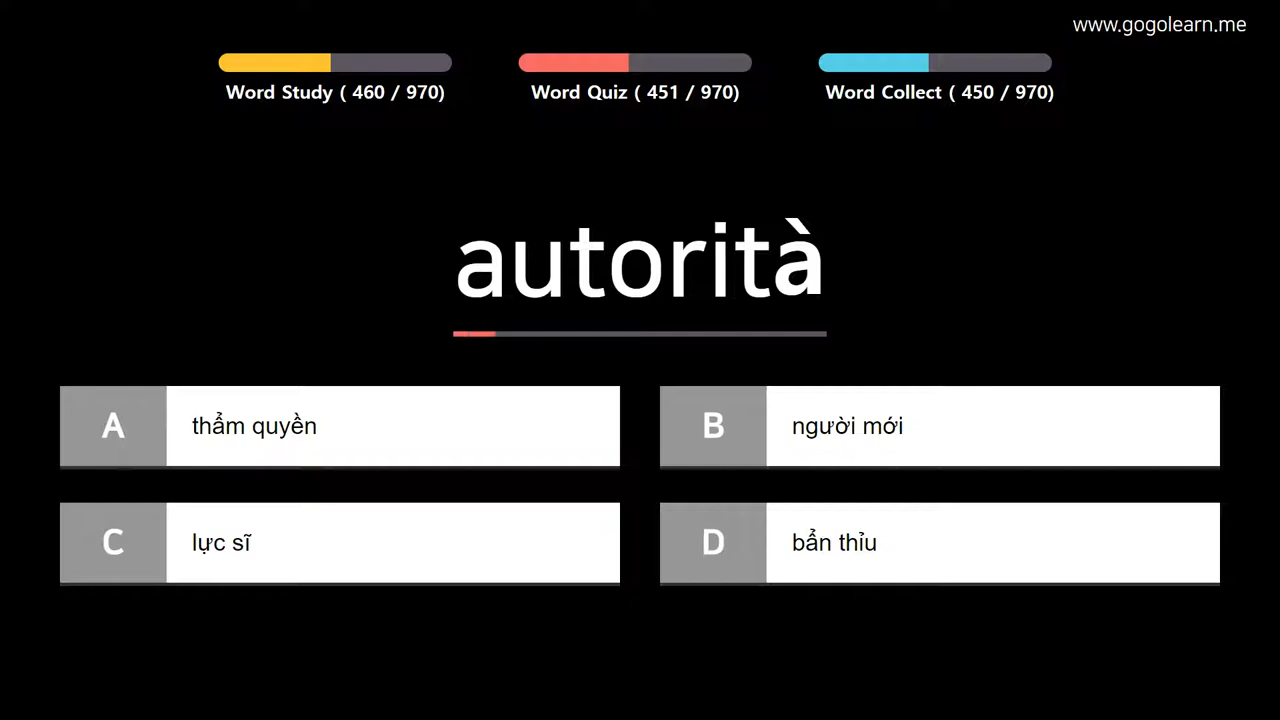 www.gogolearn.me
Word Study ( 460 / 970)
Word Quiz ( 451 / 970)
Word Collect ( 450 / 970)
autorità
A thẩm quyền
B người mới
C lực sĩ
D bẩn thỉu